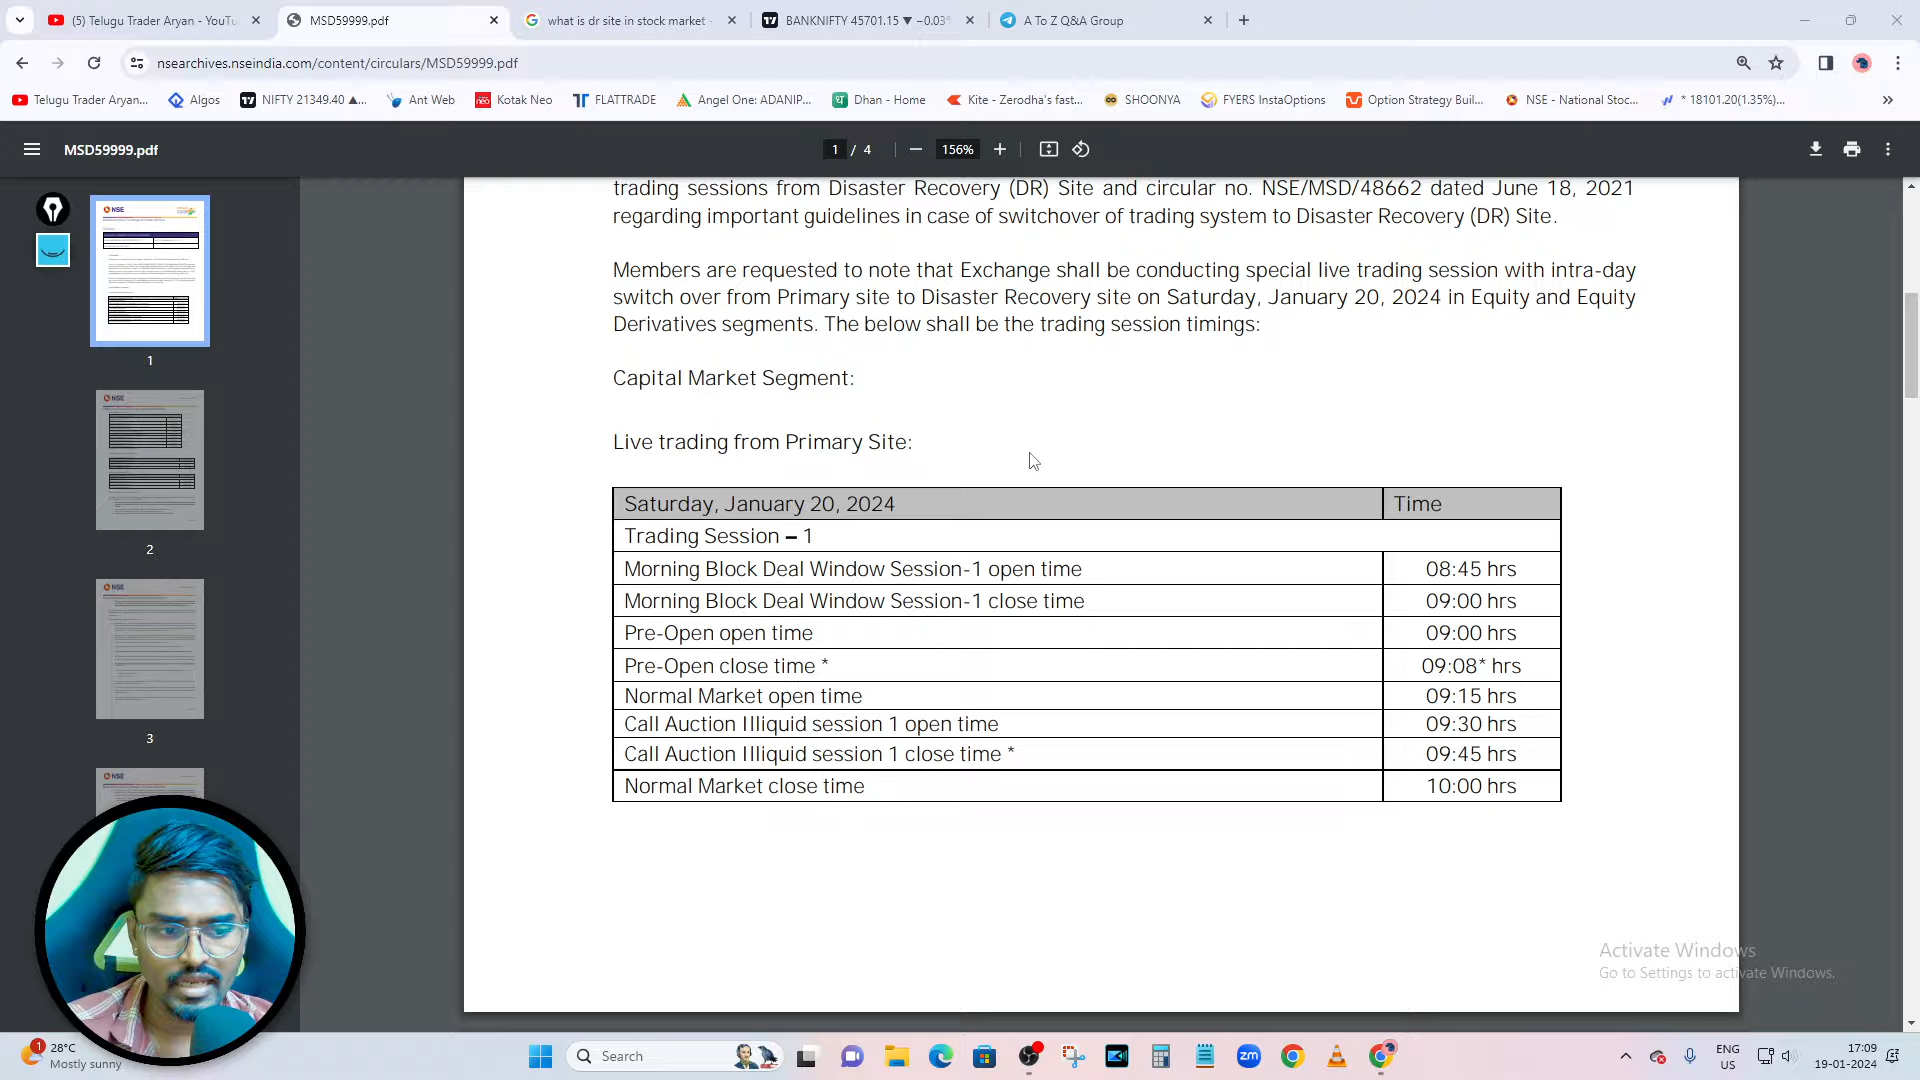 (5) Telugu Trader Aryan - YouTu
MSD59999.pdf
what is dr site in stock market
BANKNIFTY 45701.15 ▼ −0.03%
A To Z Q&A Group
nsearchives.nseindia.com/content/circulars/MSD59999.pdf
Telugu Trader Aryan...
Algos
NIFTY 21349.40 ▲...
Ant Web
Kotak Neo
FLATTRADE
Angel One: ADANIP...
Dhan - Home
Kite - Zerodha's fast...
SHOONYA
FYERS InstaOptions
Option Strategy Buil...
NSE - National Stoc...
* 18101.20(1.35%)...
MSD59999.pdf
1 / 4
156%
trading sessions from Disaster Recovery (DR) Site and circular no. NSE/MSD/48662 dated June 18, 2021
regarding important guidelines in case of switchover of trading system to Disaster Recovery (DR) Site.
Members are requested to note that Exchange shall be conducting special live trading session with intra-day
switch over from Primary site to Disaster Recovery site on Saturday, January 20, 2024 in Equity and Equity
Derivatives segments. The below shall be the trading session timings:
Capital Market Segment:
Live trading from Primary Site:
Saturday, January 20, 2024 Time
Trading Session – 1
Morning Block Deal Window Session-1 open time 08:45 hrs
Morning Block Deal Window Session-1 close time 09:00 hrs
Pre-Open open time 09:00 hrs
Pre-Open close time * 09:08* hrs
Normal Market open time 09:15 hrs
Call Auction Illiquid session 1 open time 09:30 hrs
Call Auction Illiquid session 1 close time * 09:45 hrs
Normal Market close time 10:00 hrs
NSE
1
NSE
2
NSE
3
NSE
Activate Windows
Go to Settings to activate Windows.
1
28°C
Mostly sunny
Search
zm
ENG
US
17:09
19-01-2024